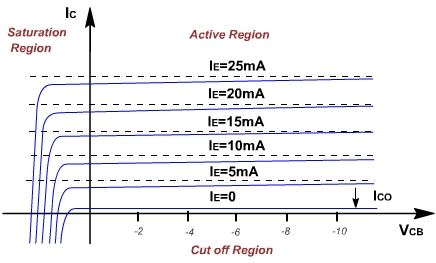 IC
Saturation
Region
Active Region
IE=25mA
IE=20mA
IE=15mA
IE=10mA
IE=5mA
IE=0
ICO
-2 -4 -6 -8 -10
VCB
Cut off Region